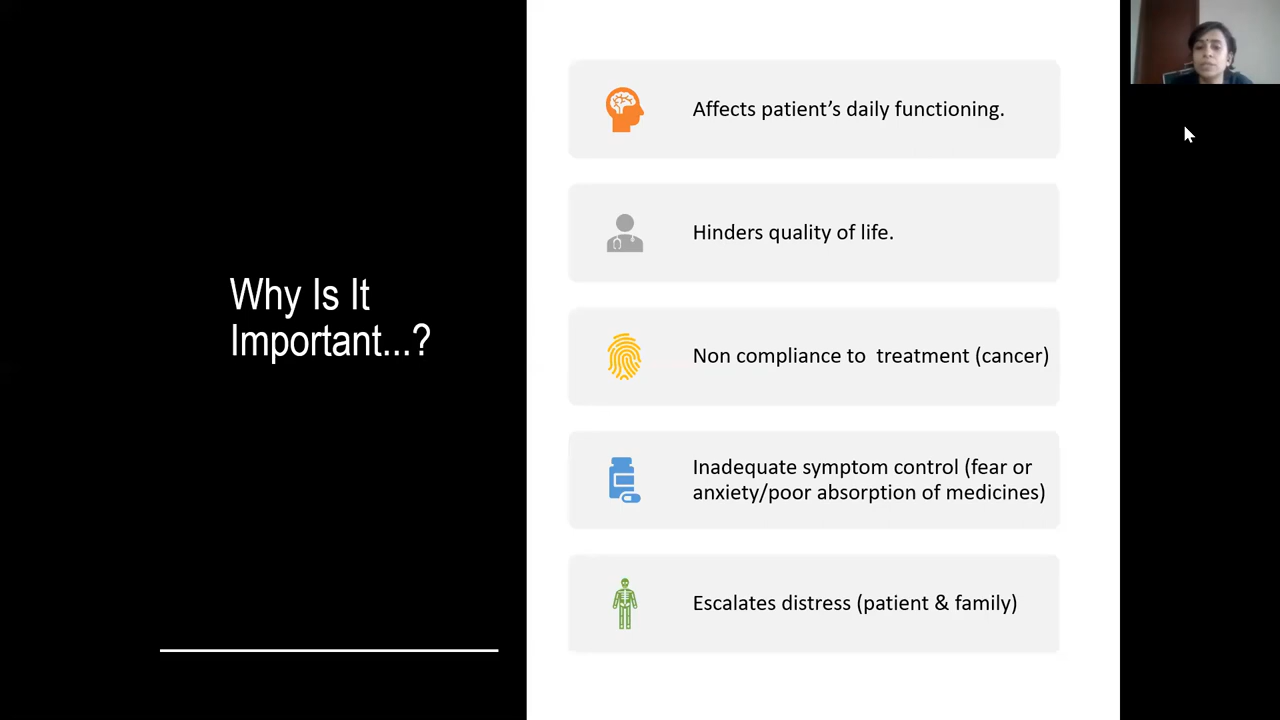 Why Is It
Important...?
Affects patient’s daily functioning.
Hinders quality of life.
Non compliance to  treatment (cancer)
Inadequate symptom control (fear or
anxiety/poor absorption of medicines)
Escalates distress (patient & family)